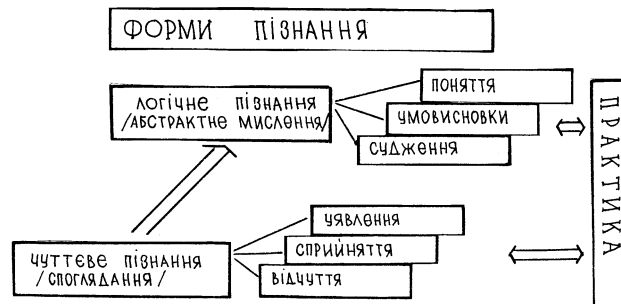 ФОРМИ ПІЗНАННЯ
ЛОГІЧНЕ ПІЗНАННЯ
/АБСТРАКТНЕ МИСЛЕННЯ/
ПОНЯТТЯ
УМОВИСНОВКИ
СУДЖЕННЯ
ЧУТТЄВЕ ПІЗНАННЯ
/СПОГЛЯДАННЯ/
УЯВЛЕННЯ
СПРИЙНЯТТЯ
ВІДЧУТТЯ
ПРАКТИКА